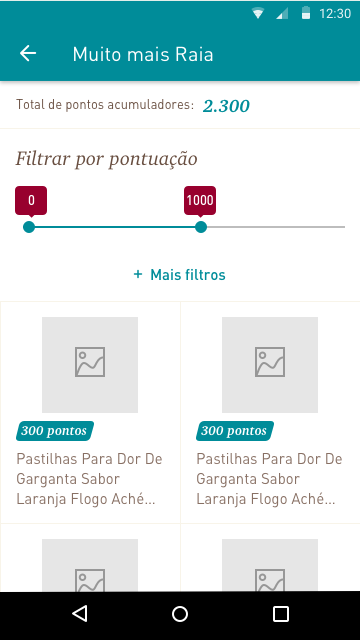 12:30
Muito mais Raia
Total de pontos acumuladores: 2.300
Filtrar por pontuação
0 1000
+ Mais filtros
300 pontos
Pastilhas Para Dor De
Garganta Sabor
Laranja Flogo Aché...
300 pontos
Pastilhas Para Dor De
Garganta Sabor
Laranja Flogo Aché...